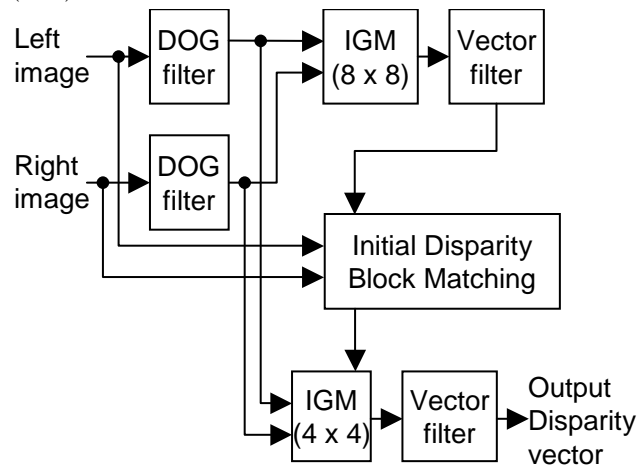 Left
image
DOG
filter
IGM
(8 x 8)
Vector
filter
Right
image
DOG
filter
Initial Disparity
Block Matching
IGM
(4 x 4)
Vector
filter
Output
Disparity
vector